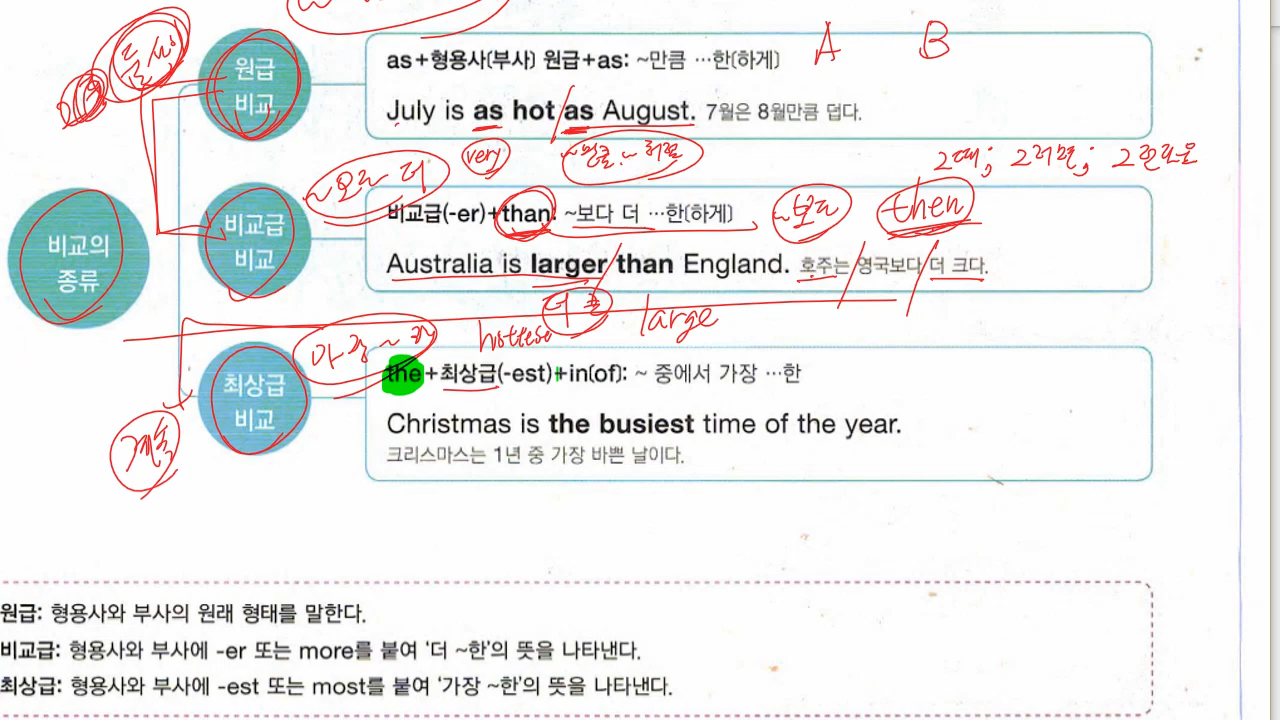 A B
원급
비교
as+형용사(부사) 원급+as: ~만큼 …한(하게)
July is as hot as August. 7월은 8월만큼 덥다.
very
그때; 그러면; 그런다음
비교의
종류
비교급
비교
비교급(-er)+than: ~보다 더 …한(하게)
~보다 then
Australia is larger than England. 호주는 영국보다 더 크다.
large
최상급
비교
the+최상급(-est)+in(of): ~ 중에서 가장 …한
Christmas is the busiest time of the year.
크리스마스는 1년 중 가장 바쁜 날이다.
원급: 형용사와 부사의 원래 형태를 말한다.
비교급: 형용사와 부사에 -er 또는 more를 붙여 ‘더 ~한’의 뜻을 나타낸다.
최상급: 형용사와 부사에 -est 또는 most를 붙여 ‘가장 ~한’의 뜻을 나타낸다.